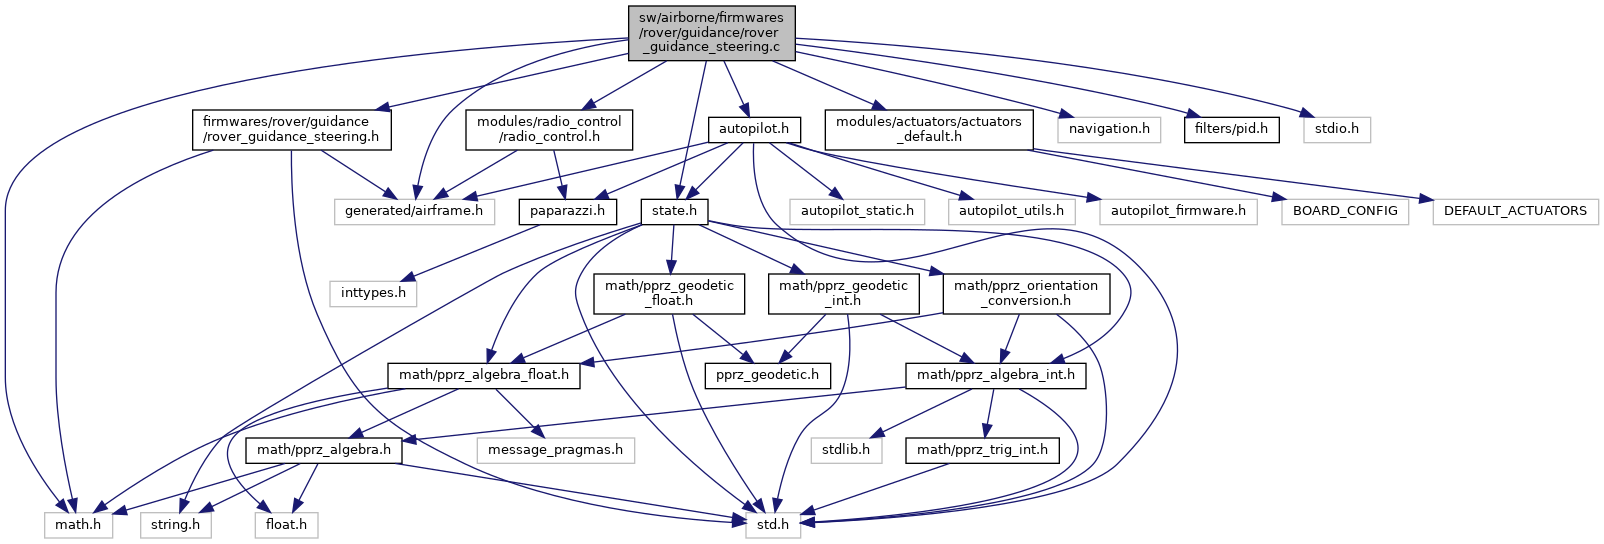 sw/airborne/firmwares
/rover/guidance/rover
_guidance_steering.c
firmwares/rover/guidance
/rover_guidance_steering.h
modules/radio_control
/radio_control.h
autopilot.h
modules/actuators/actuators
_default.h
navigation.h
filters/pid.h
stdio.h
generated/airframe.h
paparazzi.h
state.h
autopilot_static.h
autopilot_utils.h
autopilot_firmware.h
BOARD_CONFIG
DEFAULT_ACTUATORS
inttypes.h
math/pprz_geodetic
_float.h
math/pprz_geodetic
_int.h
math/pprz_orientation
_conversion.h
math/pprz_algebra_float.h
pprz_geodetic.h
math/pprz_algebra_int.h
math/pprz_algebra.h
message_pragmas.h
stdlib.h
math/pprz_trig_int.h
math.h
string.h
float.h
std.h